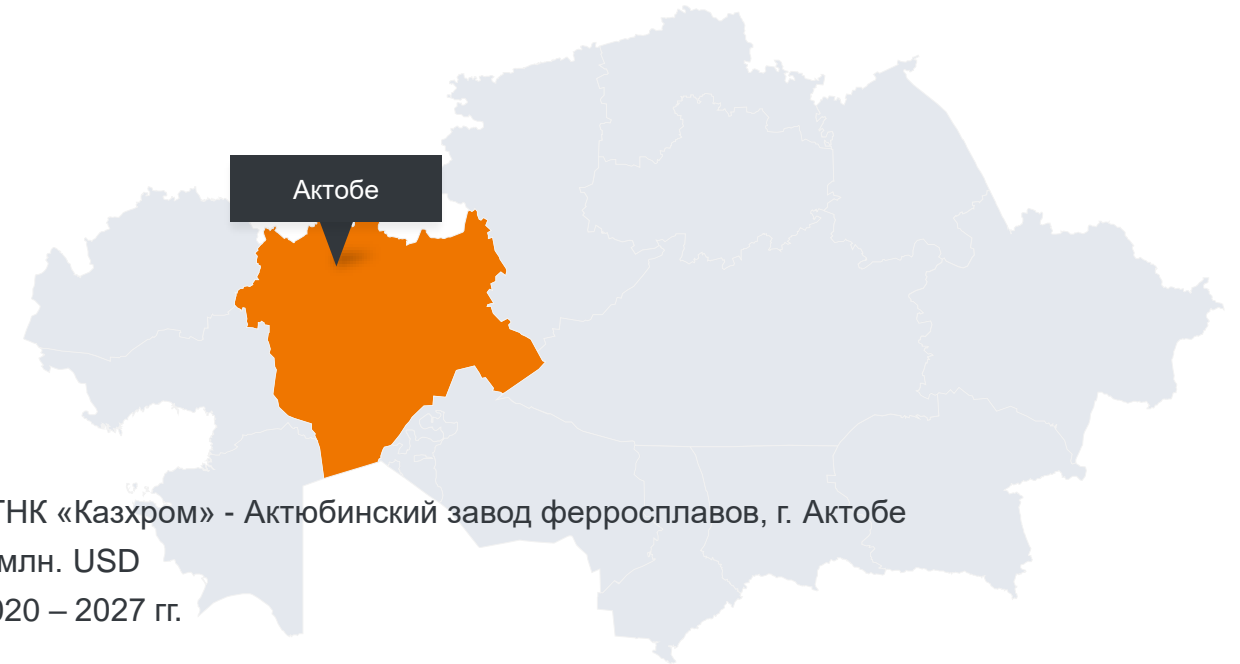 Актобе
ТНК «Казхром» - Актюбинский завод ферросплавов, г. Актобе
млн. USD
020 – 2027 гг.